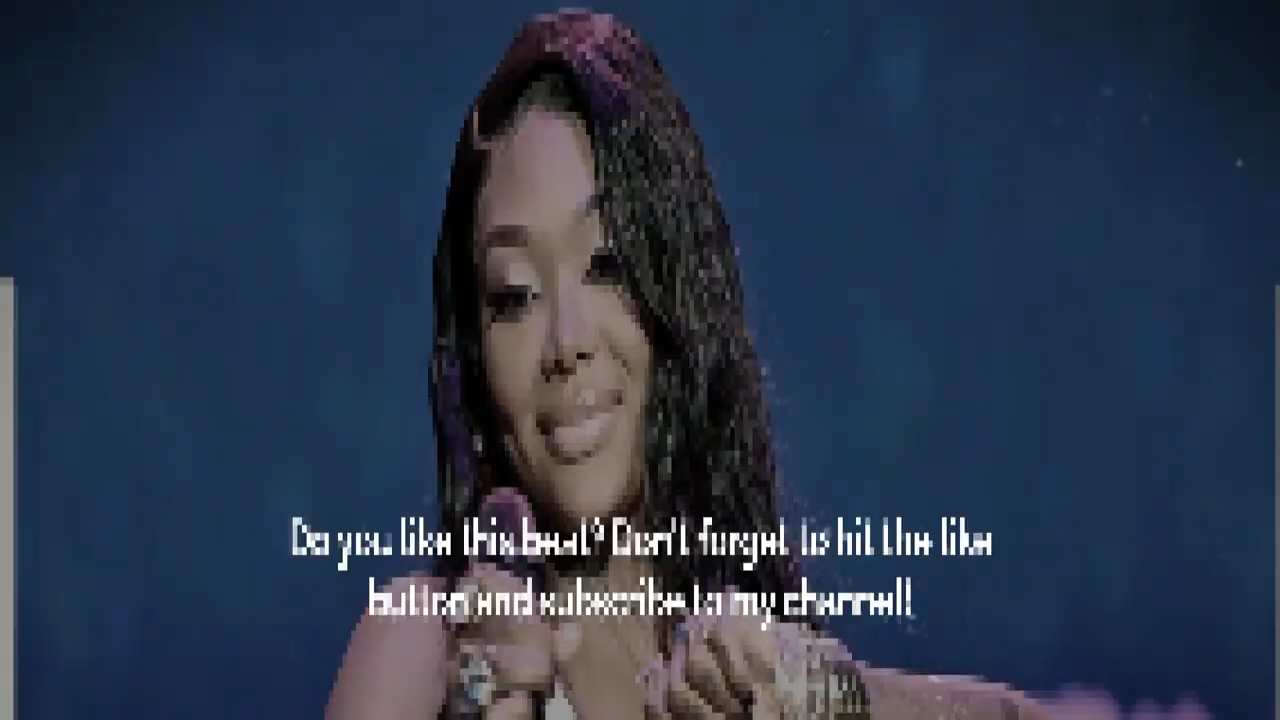 Do you like this beat? Don't forget to hit the like
button and subscribe to my channel!